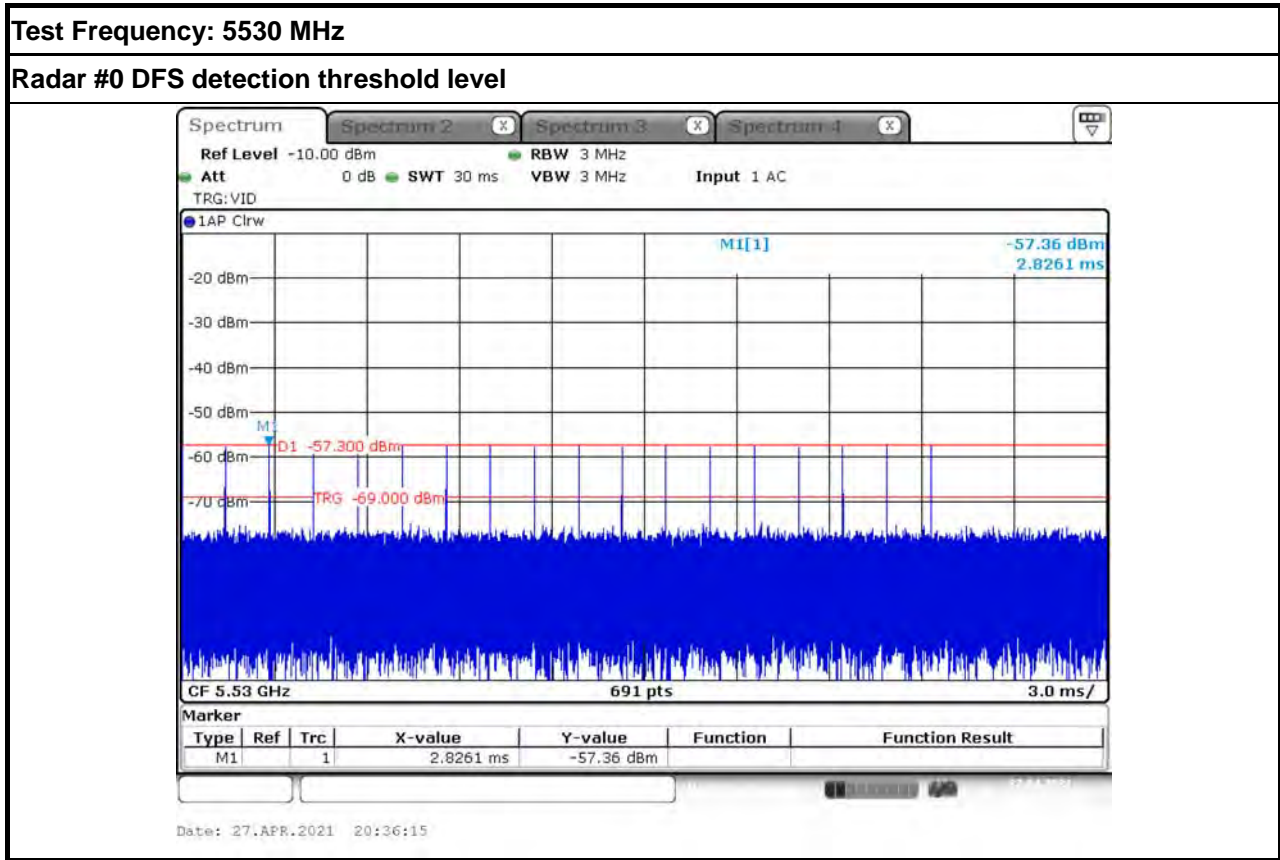 Test Frequency: 5530 MHz
Radar #0 DFS detection threshold level
Spectrum Spectrum 2 X Spectrum 3 X Spectrum 4 X
Ref Level -10.00 dBm RBW 3 MHz
Att 0 dB SWT 30 ms VBW 3 MHz Input 1 AC
TRG: VID
1AP Clrw
M1[1] -57.36 dBm
2.8261 ms
-20 dBm
-30 dBm
-40 dBm
-50 dBm
M1
D1 -57.300 dBm
-60 dBm
TRG -69.000 dBm
-70 dBm
CF 5.53 GHz 691 pts 3.0 ms/
Marker
Type Ref Trc X-value Y-value Function Function Result
M1 1 2.8261 ms -57.36 dBm
Date: 27.APR.2021 20:36:15